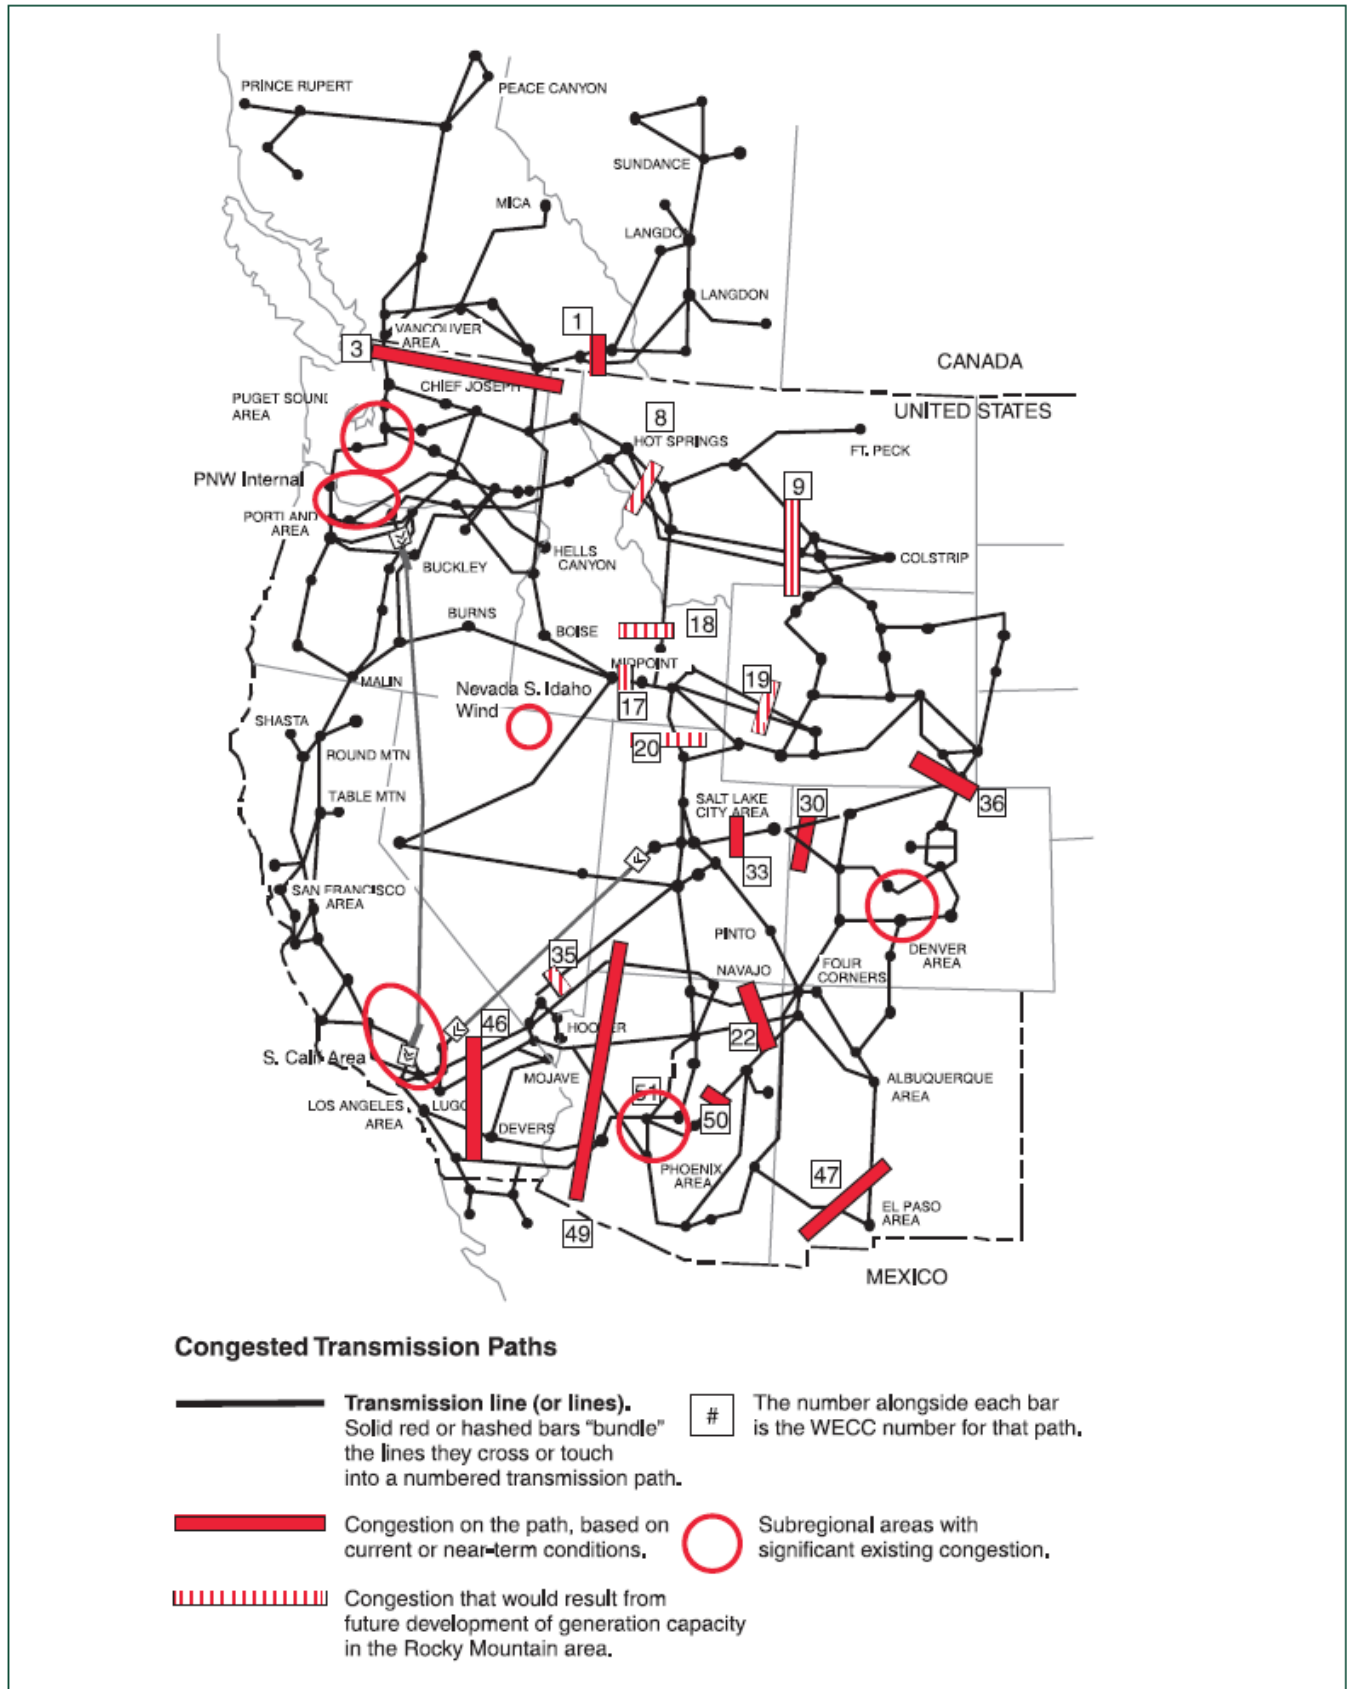 PRINCE RUPERT
PEACE CANYON
SUNDANCE
MICA
LANGDO
LANGDON
1
VANCOUVER
AREA
3
CANADA
CHIEF JOSEPH
PUGET SOUN
AREA
UNITED STATES
8
HOT SPRINGS
FT. PECK
PNW Internal
9
PORTLAND
AREA
HELLS
CANYON
COLSTRIP
BUCKLEY
BURNS
BOISE
18
MIDPOINT
MALIN
Nevada S. Idaho
Wind
19
17
SHASTA
20
ROUND MTN
TABLE MTN
SALT LAKE
CITY AREA
30
36
33
SAN FRANCISCO
AREA
PINTO
35
NAVAJO
FOUR
CORNERS
DENVER
AREA
46
HOOVER
22
S. Calif Area
MOJAVE
ALBUQUERQUE
AREA
51
LOS ANGELES
AREA
LUGO
50
DEVERS
PHOENIX
AREA
47
EL PASO
AREA
49
MEXICO
Congested Transmission Paths
Transmission line (or lines).
Solid red or hashed bars “bundle”
the lines they cross or touch
into a numbered transmission path.
#
The number alongside each bar
is the WECC number for that path.
Congestion on the path, based on
current or near-term conditions.
Subregional areas with
significant existing congestion.
Congestion that would result from
future development of generation capacity
in the Rocky Mountain area.